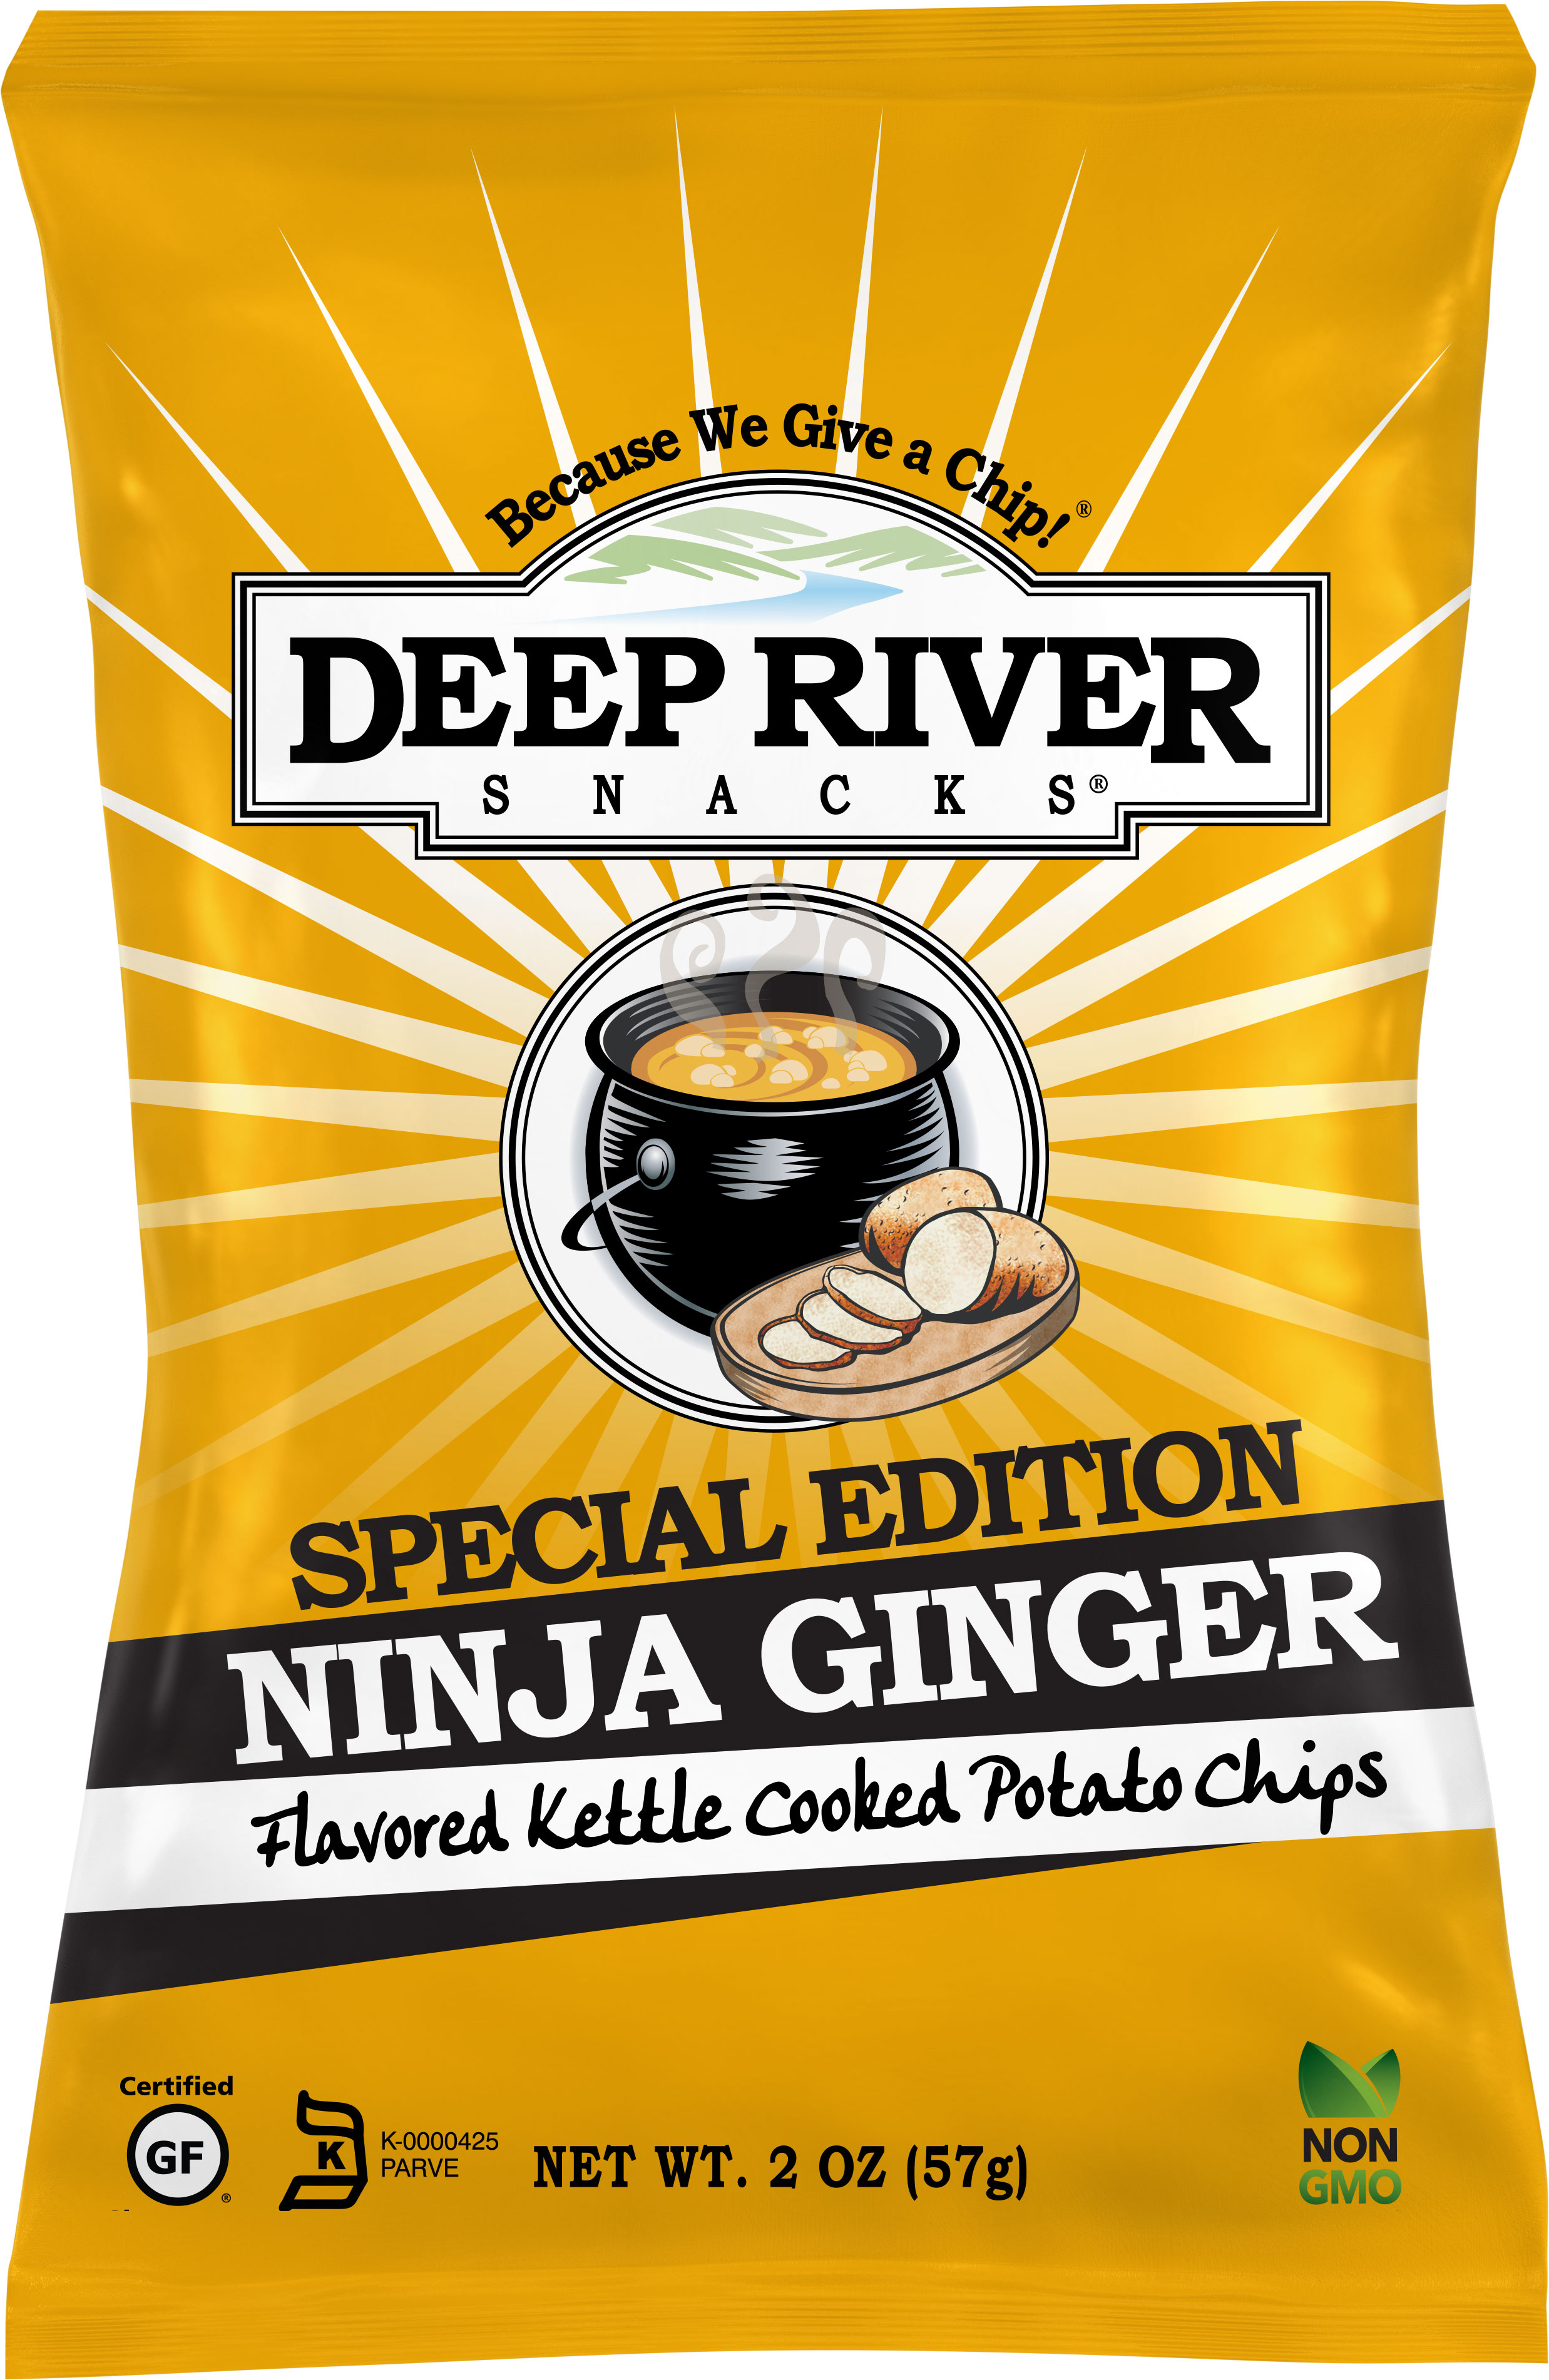 Because We Give a Chip!®
DEEP RIVER
SNACKS®
SPECIAL EDITION
NINJA GINGER
Flavored Kettle Cooked Potato Chips
Certified
GF
®
K
K-0000425
PARVE
NET WT. 2 OZ (57g)
NON
GMO